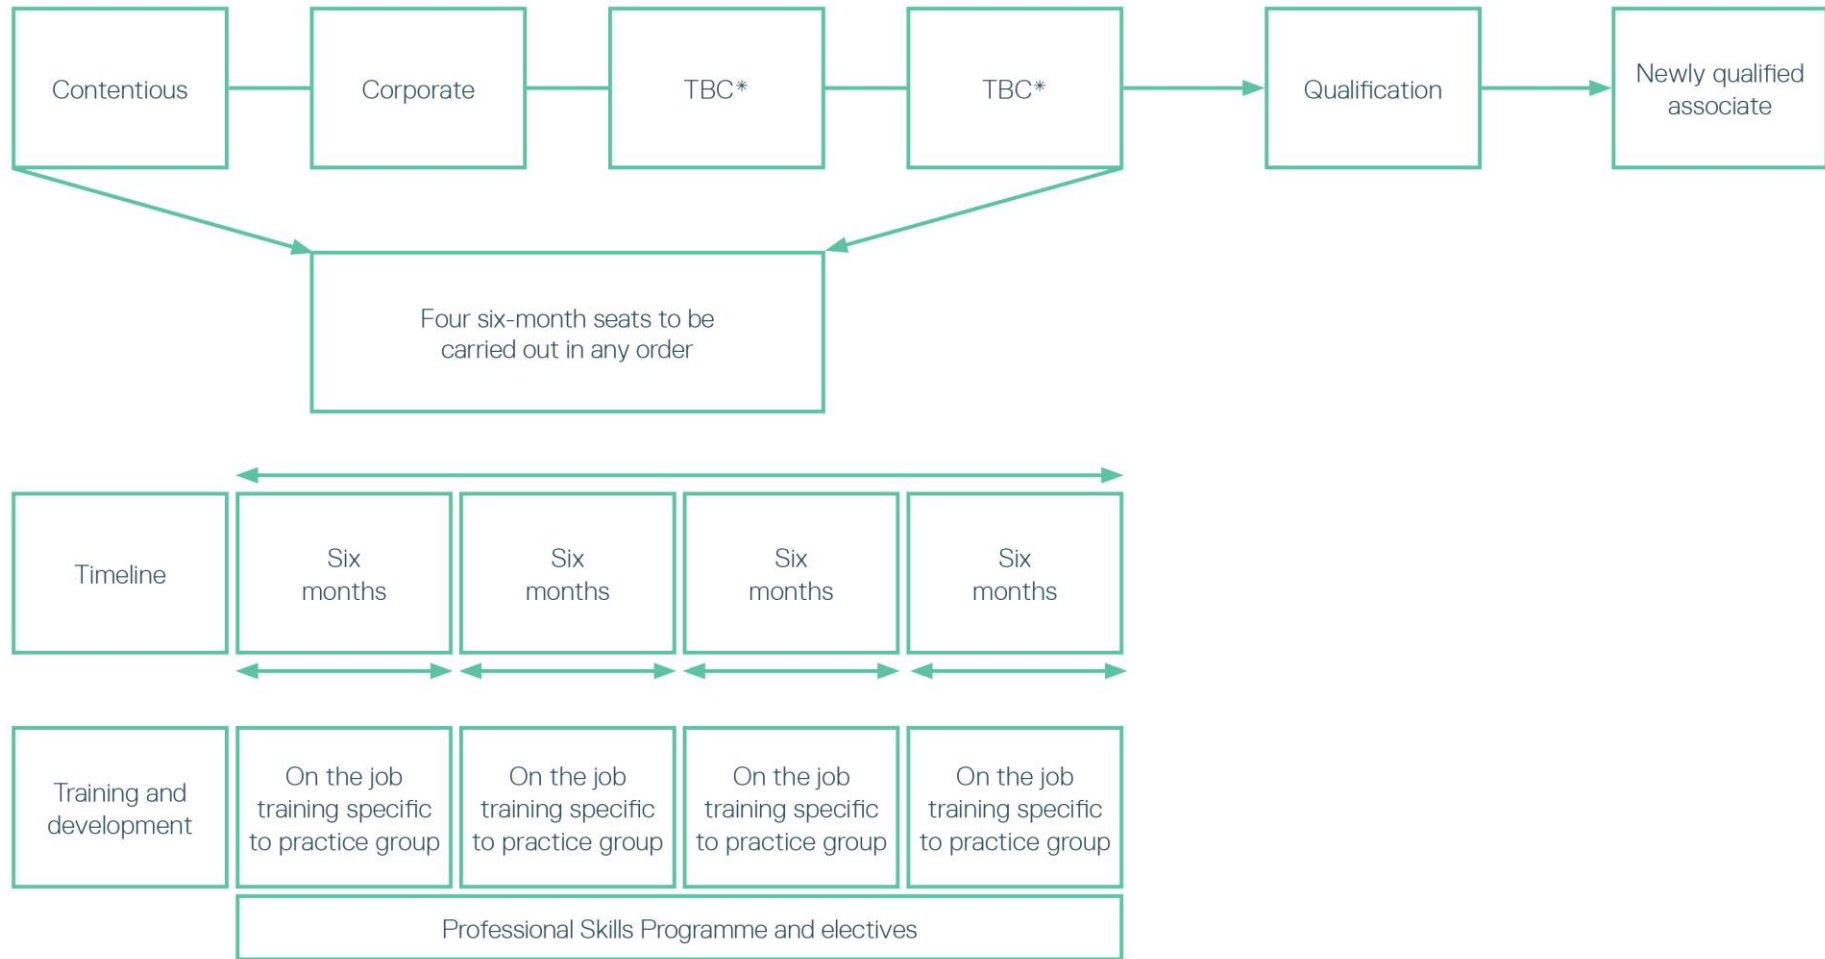 Contentious
Corporate
TBC*
TBC*
Qualification
Newly qualified
associate
Four six-month seats to be
carried out in any order
Timeline
Six
months
Six
months
Six
months
Six
months
Training and
development
On the job
training specific
to practice group
On the job
training specific
to practice group
On the job
training specific
to practice group
On the job
training specific
to practice group
Professional Skills Programme and electives